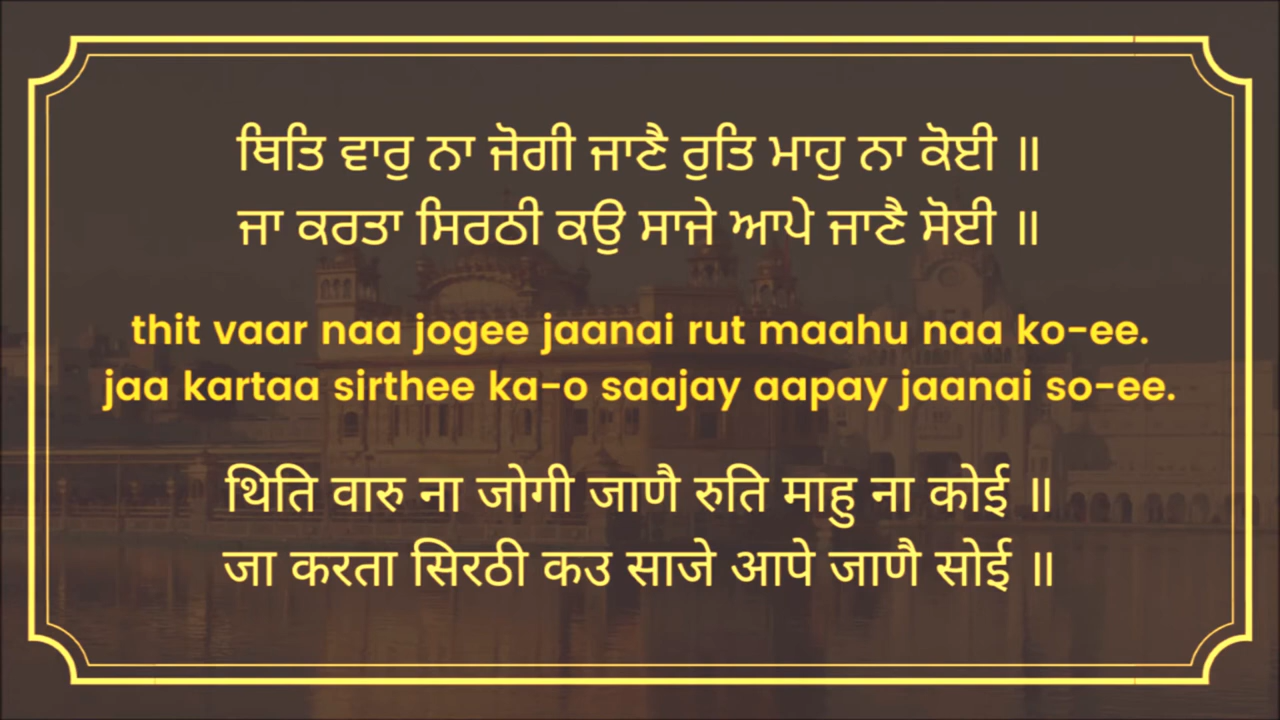 ਥਿਤਿ ਵਾਰੁ ਨਾ ਜੋਗੀ ਜਾਣੈ ਰੁਤਿ ਮਾਹੁ ਨਾ ਕੋਈ ॥
ਜਾ ਕਰਤਾ ਸਿਰਠੀ ਕਉ ਸਾਜੇ ਆਪੇ ਜਾਣੈ ਸੋਈ ॥
thit vaar naa jogee jaanai rut maahu naa ko-ee.
jaa kartaa sirthee ka-o saajay aapay jaanai so-ee.
थिति वारु ना जोगी जाणै रुति माहु ना कोई ॥
जा करता सिरठी कउ साजे आपे जाणै सोई ॥